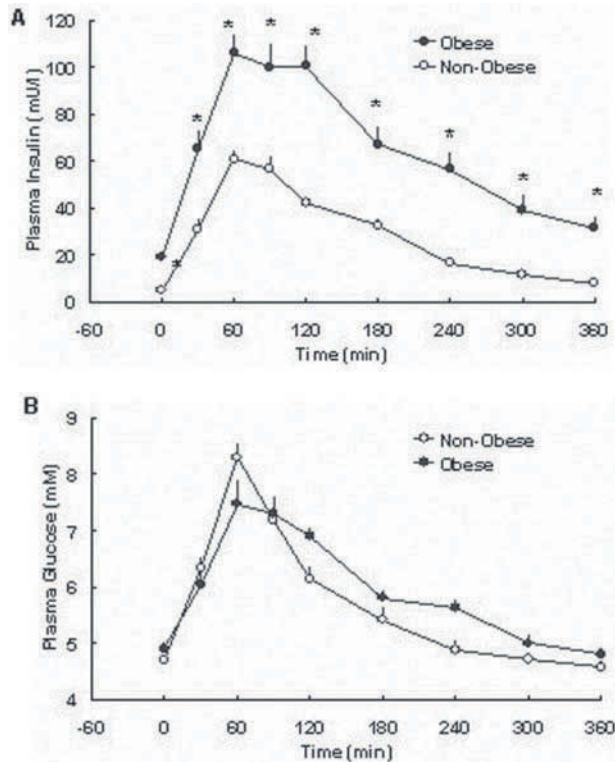 A
Plasma Insulin (mU/l)
120
100
80
60
40
20
0
Obese
Non-Obese
* * * * * * * * * *
-60 0 60 120 180 240 300 360
Time (min)
B
Plasma Glucose (mM)
9
8
7
6
5
4
Non-Obese
Obese
-60 0 60 120 180 240 300 360
Time (min)